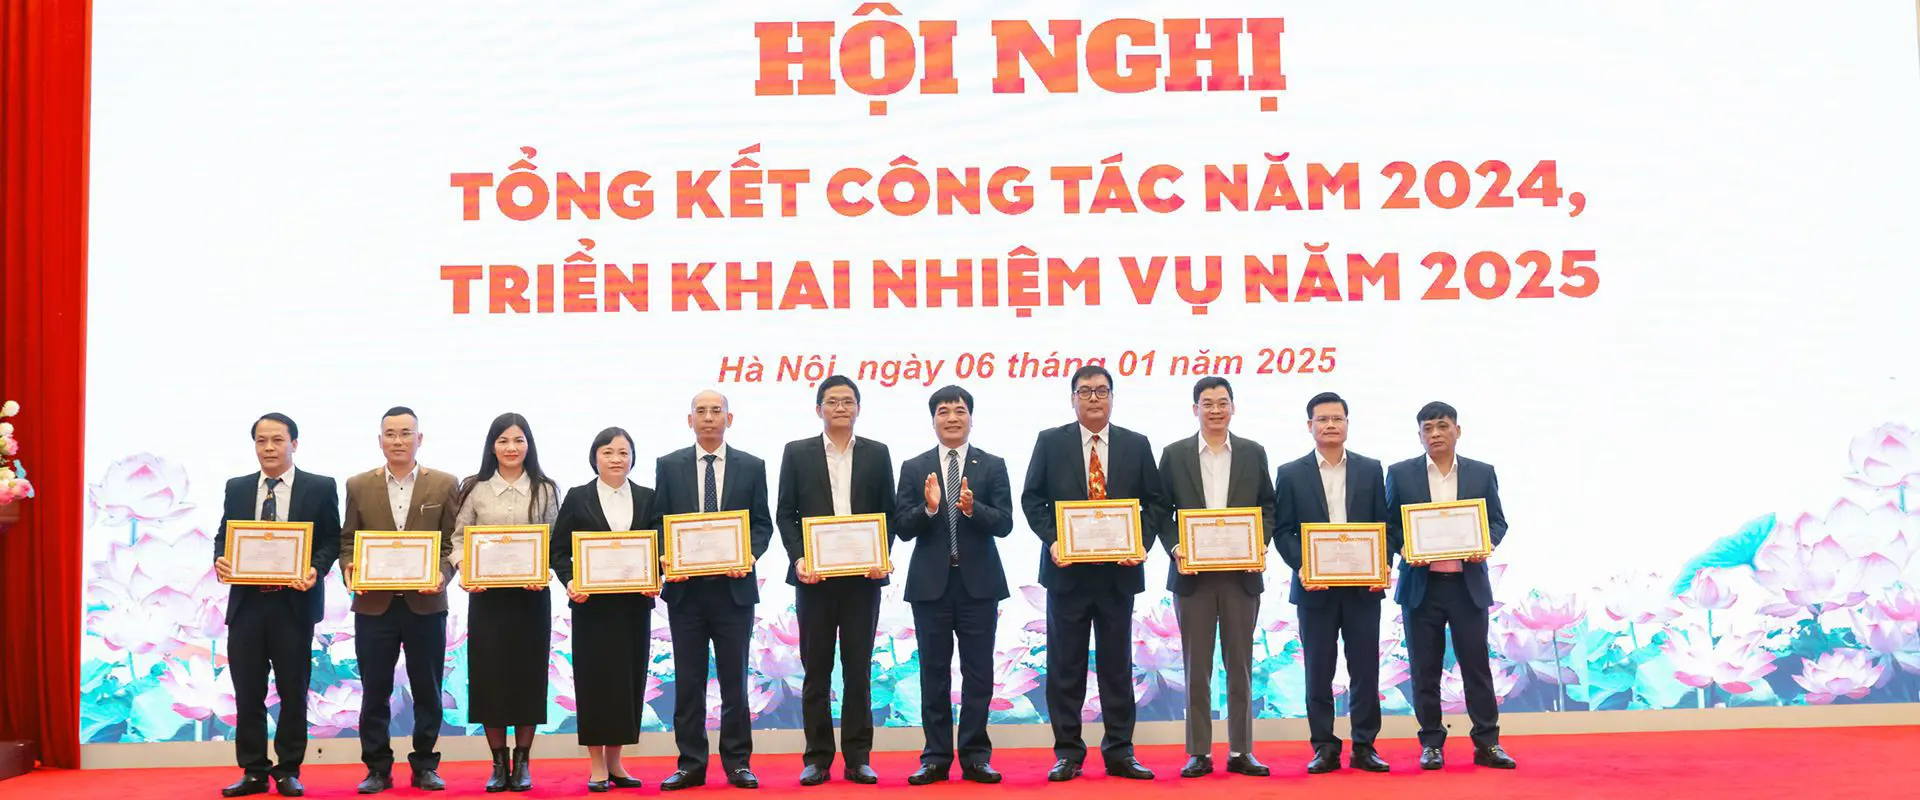 HỘI NGHỊ
TỔNG KẾT CÔNG TÁC NĂM 2024,
TRIỂN KHAI NHIỆM VỤ NĂM 2025
Hà Nội, ngày 06 tháng 01 năm 2025